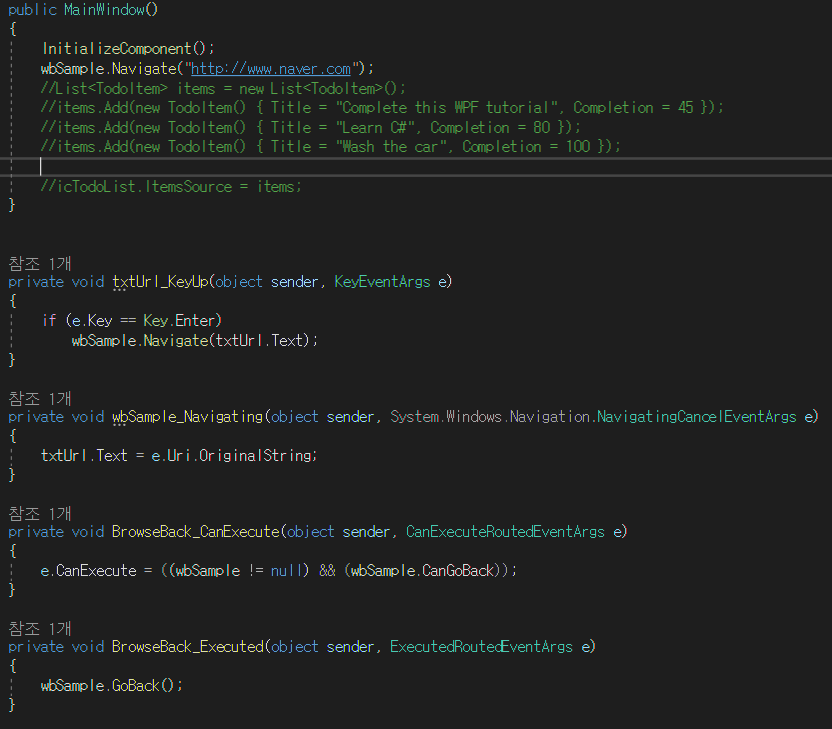 public MainWindow()
{
InitializeComponent();
wbSample.Navigate("http://www.naver.com");
//List<TodoItem> items = new List<TodoItem>();
//items.Add(new TodoItem() { Title = "Complete this WPF tutorial", Completion = 45 });
//items.Add(new TodoItem() { Title = "Learn C#", Completion = 80 });
//items.Add(new TodoItem() { Title = "Wash the car", Completion = 100 });
//icTodoList.ItemsSource = items;
}
참조 1개
private void txtUrl_KeyUp(object sender, KeyEventArgs e)
{
if (e.Key == Key.Enter)
wbSample.Navigate(txtUrl.Text);
}
참조 1개
private void wbSample_Navigating(object sender, System.Windows.Navigation.NavigatingCancelEventArgs e)
{
txtUrl.Text = e.Uri.OriginalString;
}
참조 1개
private void BrowseBack_CanExecute(object sender, CanExecuteRoutedEventArgs e)
{
e.CanExecute = ((wbSample != null) && (wbSample.CanGoBack));
}
참조 1개
private void BrowseBack_Executed(object sender, ExecutedRoutedEventArgs e)
{
wbSample.GoBack();
}